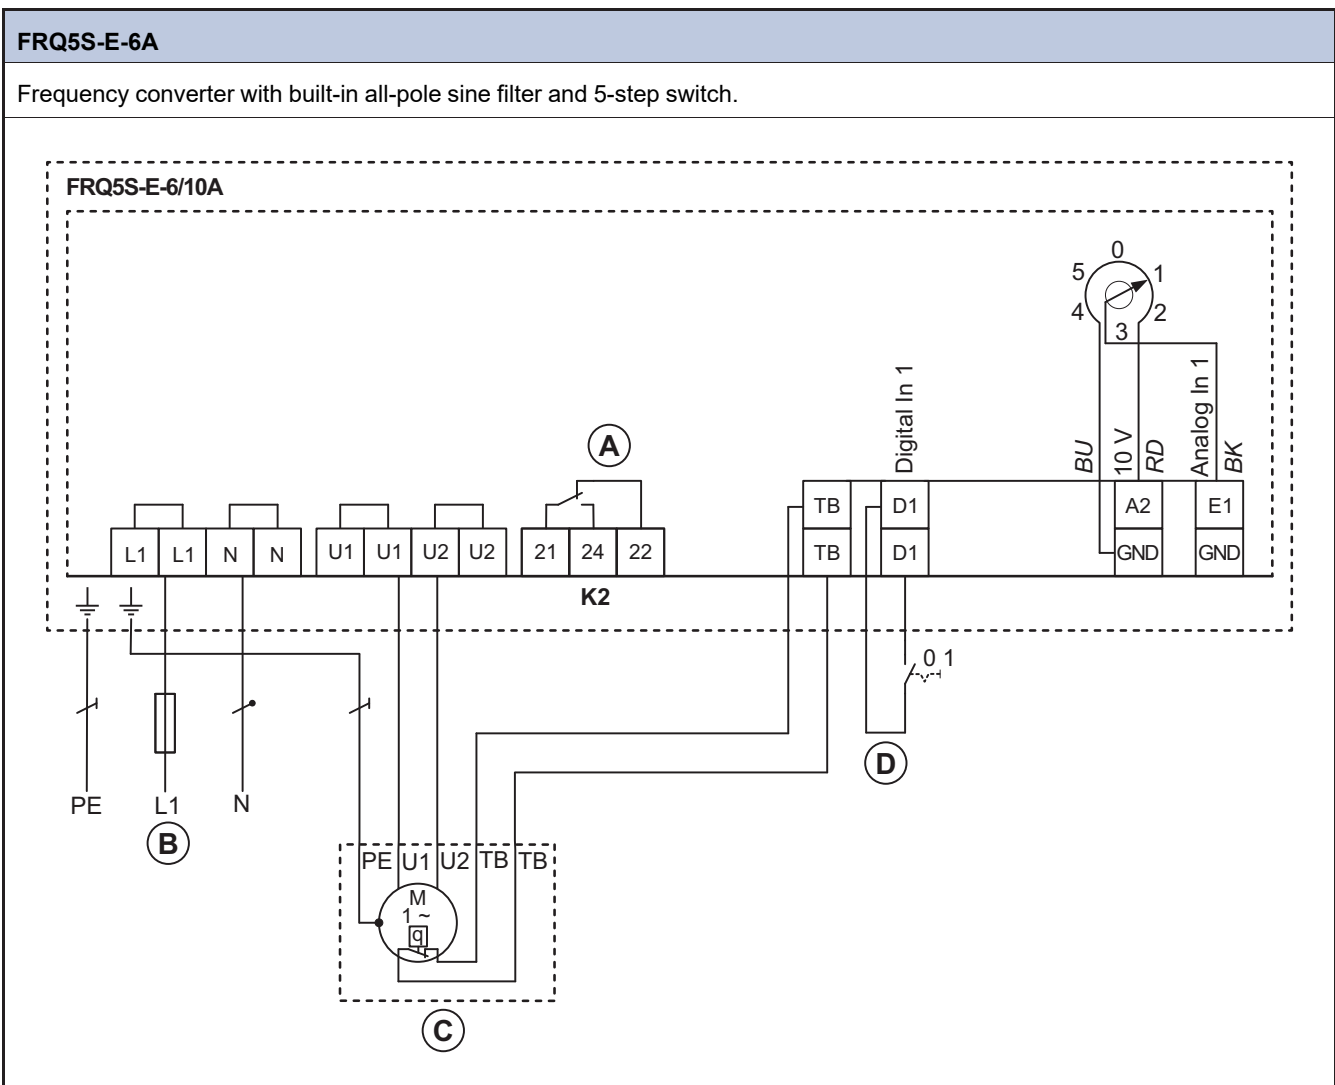 FRQ5S-E-6A
Frequency converter with built-in all-pole sine filter and 5-step switch.
FRQ5S-E-6/10A
0
5 1
4 2
3
Digital In 1
BU
10 V
RD
Analog In 1
BK
A
TB D1 A2 E1
L1 L1 N N U1 U1 U2 U2 21 24 22 TB D1 GND GND
K2
0 1
D
PE L1 N
B
PE U1 U2 TB TB
M
1 ~
q
C